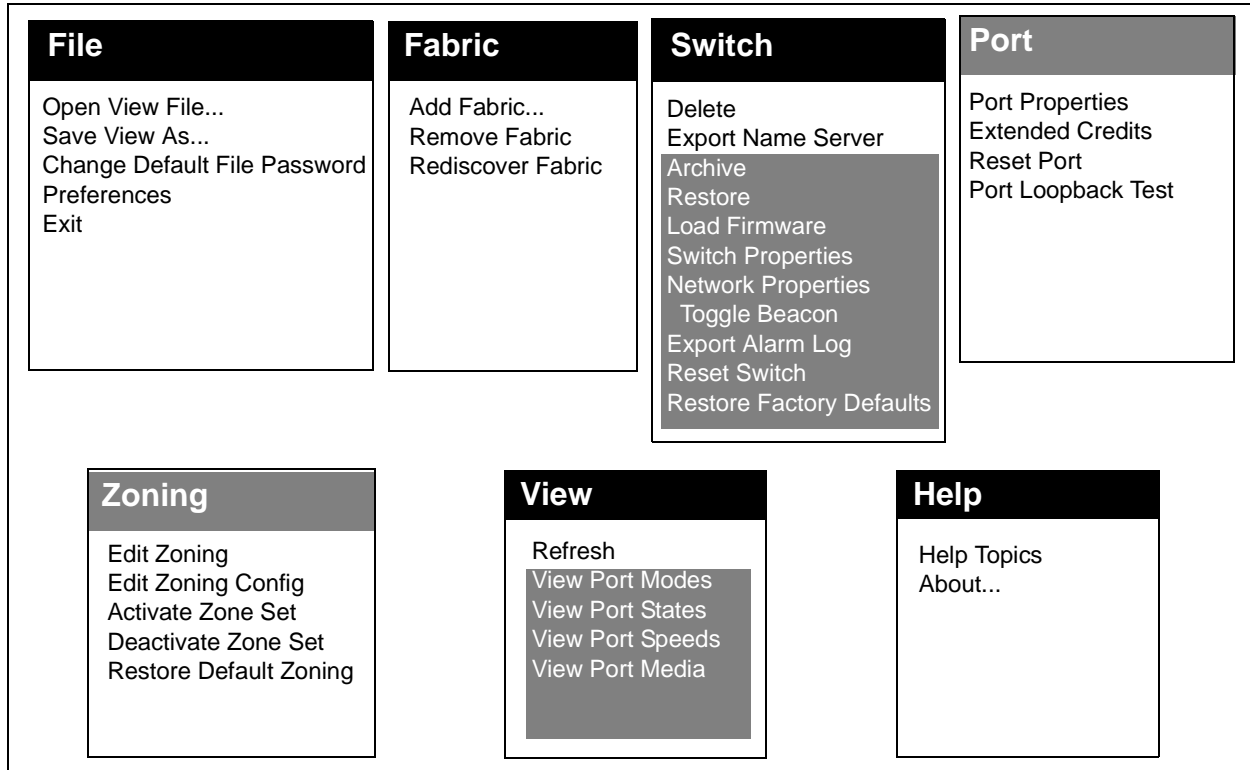 File
Open View File...
Save View As...
Change Default File Password
Preferences
Exit
Fabric
Add Fabric...
Remove Fabric
Rediscover Fabric
Switch
Delete
Export Name Server
Archive
Restore
Load Firmware
Switch Properties
Network Properties
Toggle Beacon
Export Alarm Log
Reset Switch
Restore Factory Defaults
Port
Port Properties
Extended Credits
Reset Port
Port Loopback Test
Zoning
Edit Zoning
Edit Zoning Config
Activate Zone Set
Deactivate Zone Set
Restore Default Zoning
View
Refresh
View Port Modes
View Port States
View Port Speeds
View Port Media
Help
Help Topics
About...